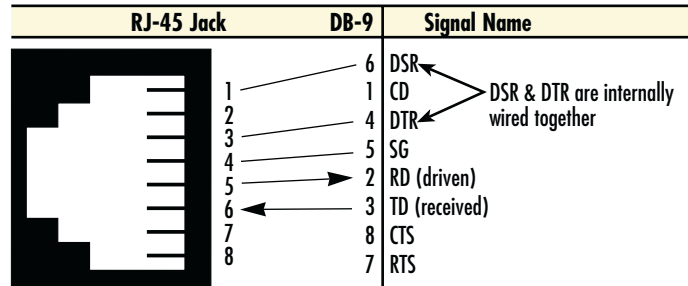 RJ-45 Jack DB-9 Signal Name
1 6 DSR
2 1 CD
3 4 DTR
4 5 SG
5 2 RD (driven)
6 3 TD (received)
7 8 CTS
8 7 RTS
DSR & DTR are internally
wired together